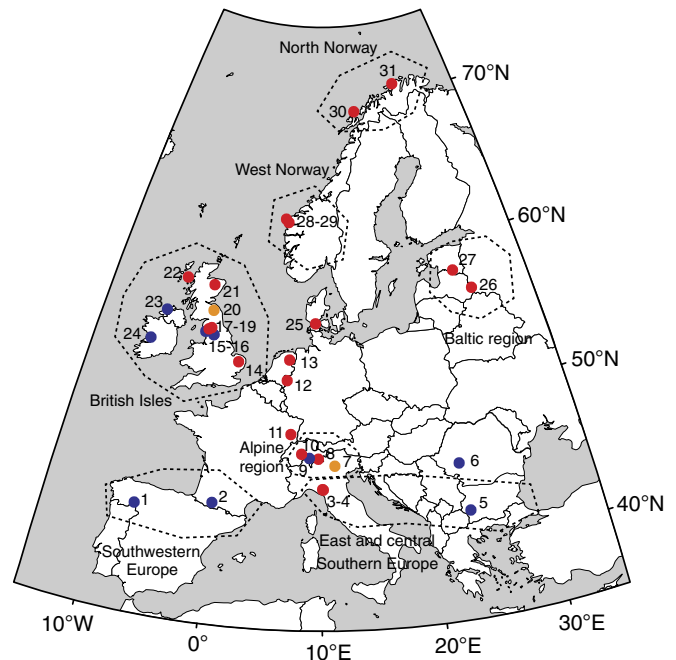 North Norway
31
70°N
30
West Norway
28-29
60°N
27
22
26
21
23
20
25
17-19
24
15-16
Baltic region
13
14
50°N
12
British Isles
11
10
Alpine
8
7
6
region
9
1
2
3-4
5
40°N
East and central
Southwestern
Southern Europe
Europe
10°W
0°
10°E
20°E
30°E